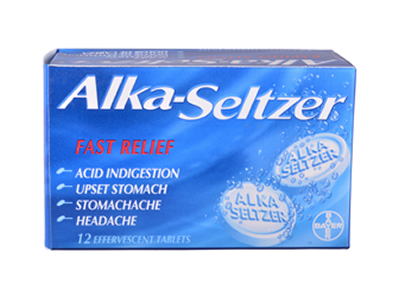 Alka-Seltzer
FAST RELIEF
ACID INDIGESTION
UPSET STOMACH
STOMACHACHE
HEADACHE
12 EFFERVESCENT TABLETS
ALKA
SELTZER
ALKA
SELTZER
BAYER